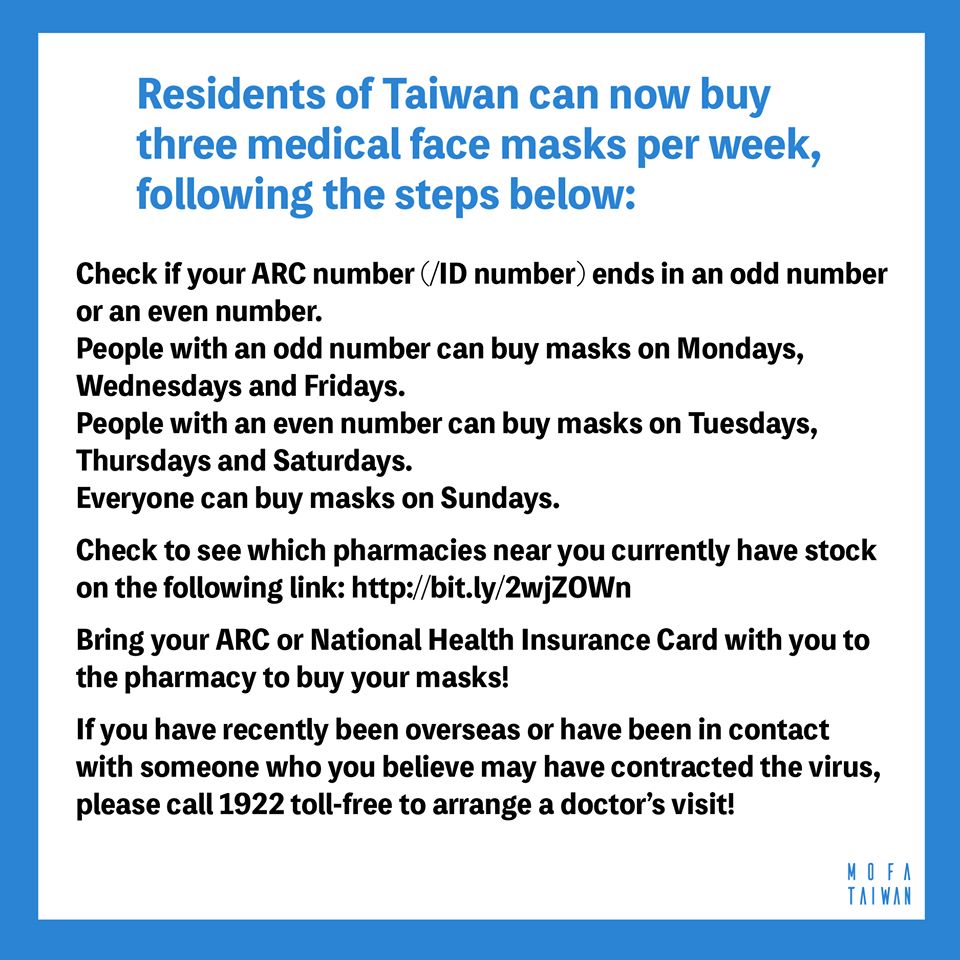 Residents of Taiwan can now buy
three medical face masks per week,
following the steps below:
Check if your ARC number (/ID number) ends in an odd number
or an even number.
People with an odd number can buy masks on Mondays,
Wednesdays and Fridays.
People with an even number can buy masks on Tuesdays,
Thursdays and Saturdays.
Everyone can buy masks on Sundays.
Check to see which pharmacies near you currently have stock
on the following link: http://bit.ly/2wjZOWn
Bring your ARC or National Health Insurance Card with you to
the pharmacy to buy your masks!
If you have recently been overseas or have been in contact
with someone who you believe may have contracted the virus,
please call 1922 toll-free to arrange a doctor’s visit!
MOFA
TAIWAN